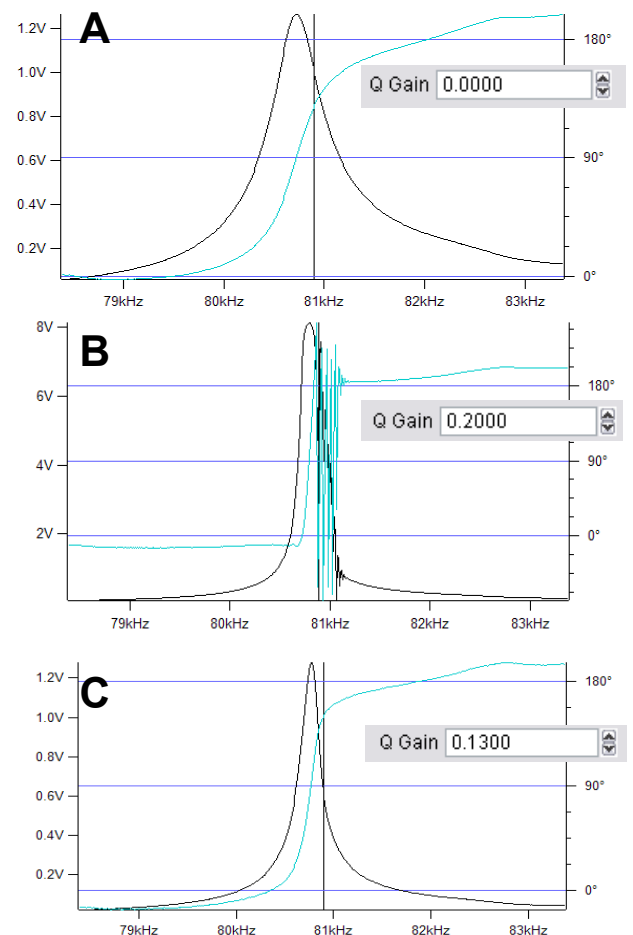 A
1.2V
1.0V
0.8V
0.6V
0.4V
0.2V
180°
90°
0°
Q Gain 0.0000
79kHz 80kHz 81kHz 82kHz 83kHz
B
8V
6V
4V
2V
180°
90°
0°
Q Gain 0.2000
79kHz 80kHz 81kHz 82kHz 83kHz
C
1.2V
1.0V
0.8V
0.6V
0.4V
0.2V
180°
90°
0°
Q Gain 0.1300
79kHz 80kHz 81kHz 82kHz 83kHz